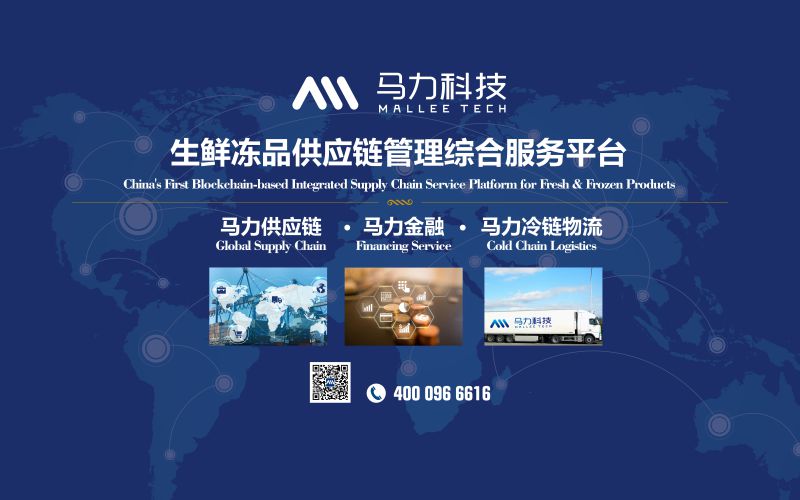 马力科技
MALLEE TECH
生鲜冻品供应链管理综合服务平台
China's First Blockchain-based Integrated Supply Chain Service Platform for Fresh & Frozen Products
马力供应链 • 马力金融 • 马力冷链物流
Global Supply Chain Financing Service Cold Chain Logistics
马力科技
MALLEE TECH
400 096 6616